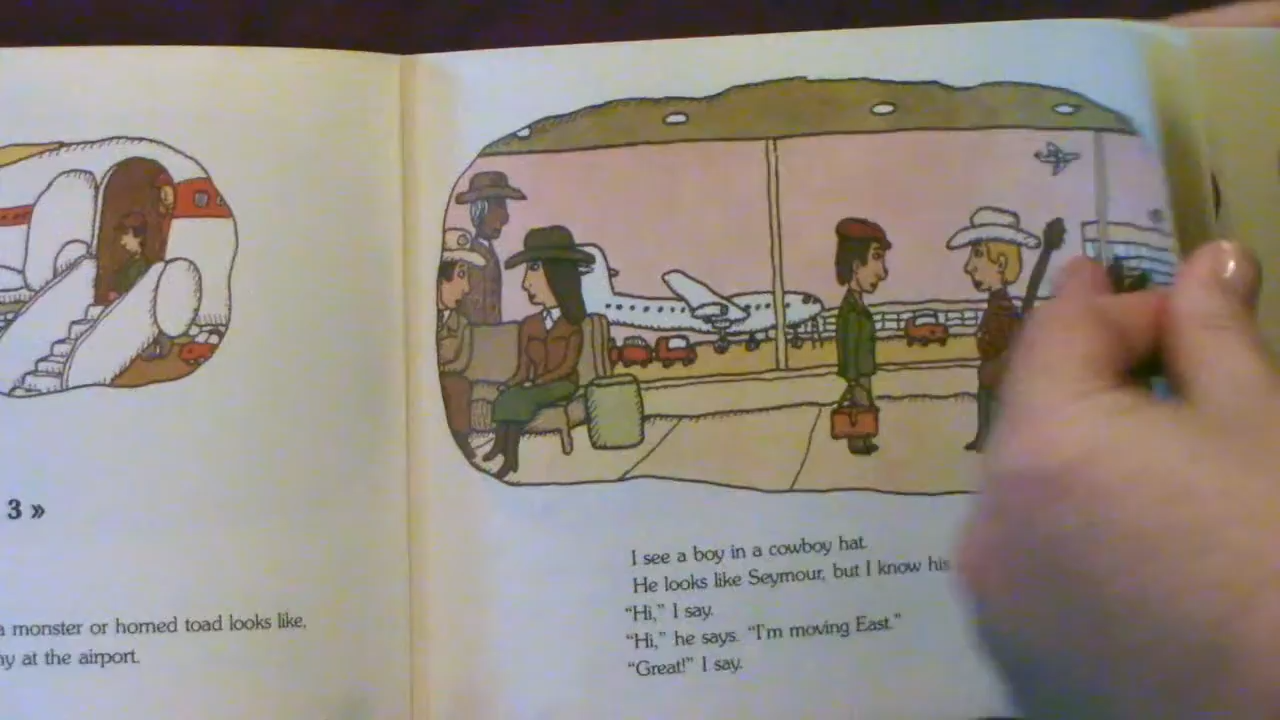 3 »
a monster or horned toad looks like,
at the airport.
I see a boy in a cowboy hat.
He looks like Seymour, but I know his
"Hi," I say.
"Hi," he says. "I'm moving East."
"Great!" I say.